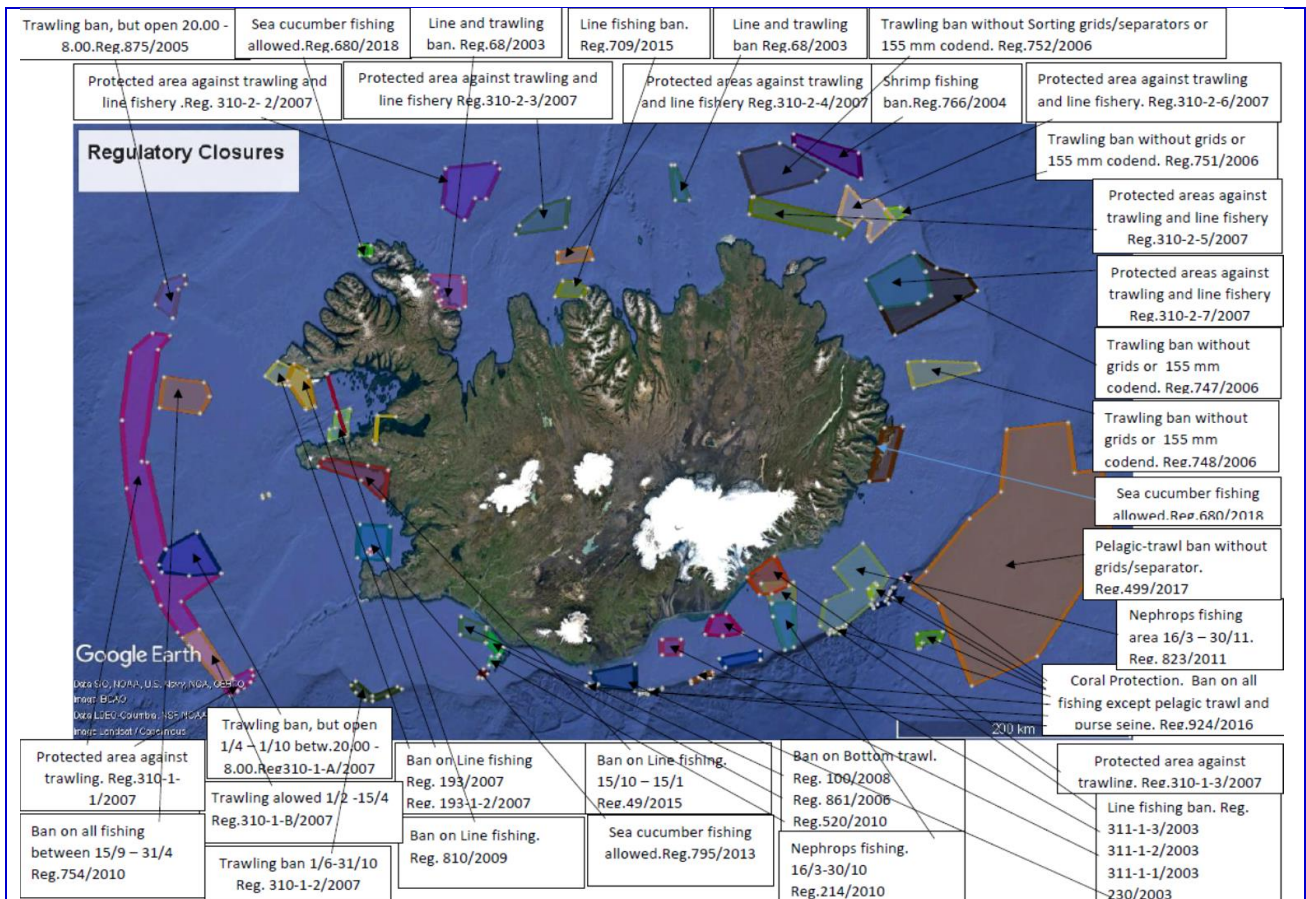 Trawling ban, but open 20.00 -
8.00.Reg.875/2005
Sea cucumber fishing
allowed.Reg.680/2018
Line and trawling
ban. Reg.68/2003
Line fishing ban.
Reg.709/2015
Line and trawling
ban Reg.68/2003
Trawling ban without Sorting grids/separators or
155 mm codend. Reg.752/2006
Protected area against trawling and
line fishery .Reg. 310-2- 2/2007
Protected area against trawling and
line fishery Reg.310-2-3/2007
Protected areas against trawling
and line fishery Reg.310-2-4/2007
Shrimp fishing
ban.Reg.766/2004
Protected area against trawling
and line fishery. Reg.310-2-6/2007
Regulatory Closures
Trawling ban without grids or
155 mm codend. Reg.751/2006
Protected areas against
trawling and line fishery
Reg.310-2-5/2007
Protected areas against
trawling and line fishery
Reg.310-2-7/2007
Trawling ban without
grids or 155 mm
codend. Reg.747/2006
Trawling ban without
grids or 155 mm
codend. Reg.748/2006
Sea cucumber fishing
allowed.Reg.680/2018
Pelagic-trawl ban without
grids/separator.
Reg.499/2017
Nephrops fishing
area 16/3 – 30/11.
Reg. 823/2011
Coral Protection. Ban on all
fishing except pelagic trawl and
purse seine. Reg.924/2016
Google Earth
Data SIO, NOAA, U.S. Navy, NGA, GEBCO
Image IBCAO
Data LDEO-Columbia, NSF, NOAA
Image Landsat / Copernicus
200 km
Protected area against
trawling. Reg.310-1-
1/2007
Trawling ban, but open
1/4 – 1/10 betw.20.00 -
8.00.Reg310-1-A/2007
Ban on Line fishing
Reg. 193/2007
Reg. 193-1-2/2007
Ban on Line fishing.
15/10 – 15/1
Reg.49/2015
Ban on Bottom trawl.
Reg. 100/2008
Reg. 861/2006
Reg.520/2010
Protected area against
trawling. Reg.310-1-3/2007
Trawling alowed 1/2 -15/4
Reg.310-1-B/2007
Line fishing ban. Reg.
311-1-3/2003
311-1-2/2003
311-1-1/2003
230/2003
Ban on all fishing
between 15/9 – 31/4
Reg.754/2010
Trawling ban 1/6-31/10
Reg. 310-1-2/2007
Ban on Line fishing.
Reg. 810/2009
Sea cucumber fishing
allowed.Reg.795/2013
Nephrops fishing.
16/3-30/10
Reg.214/2010